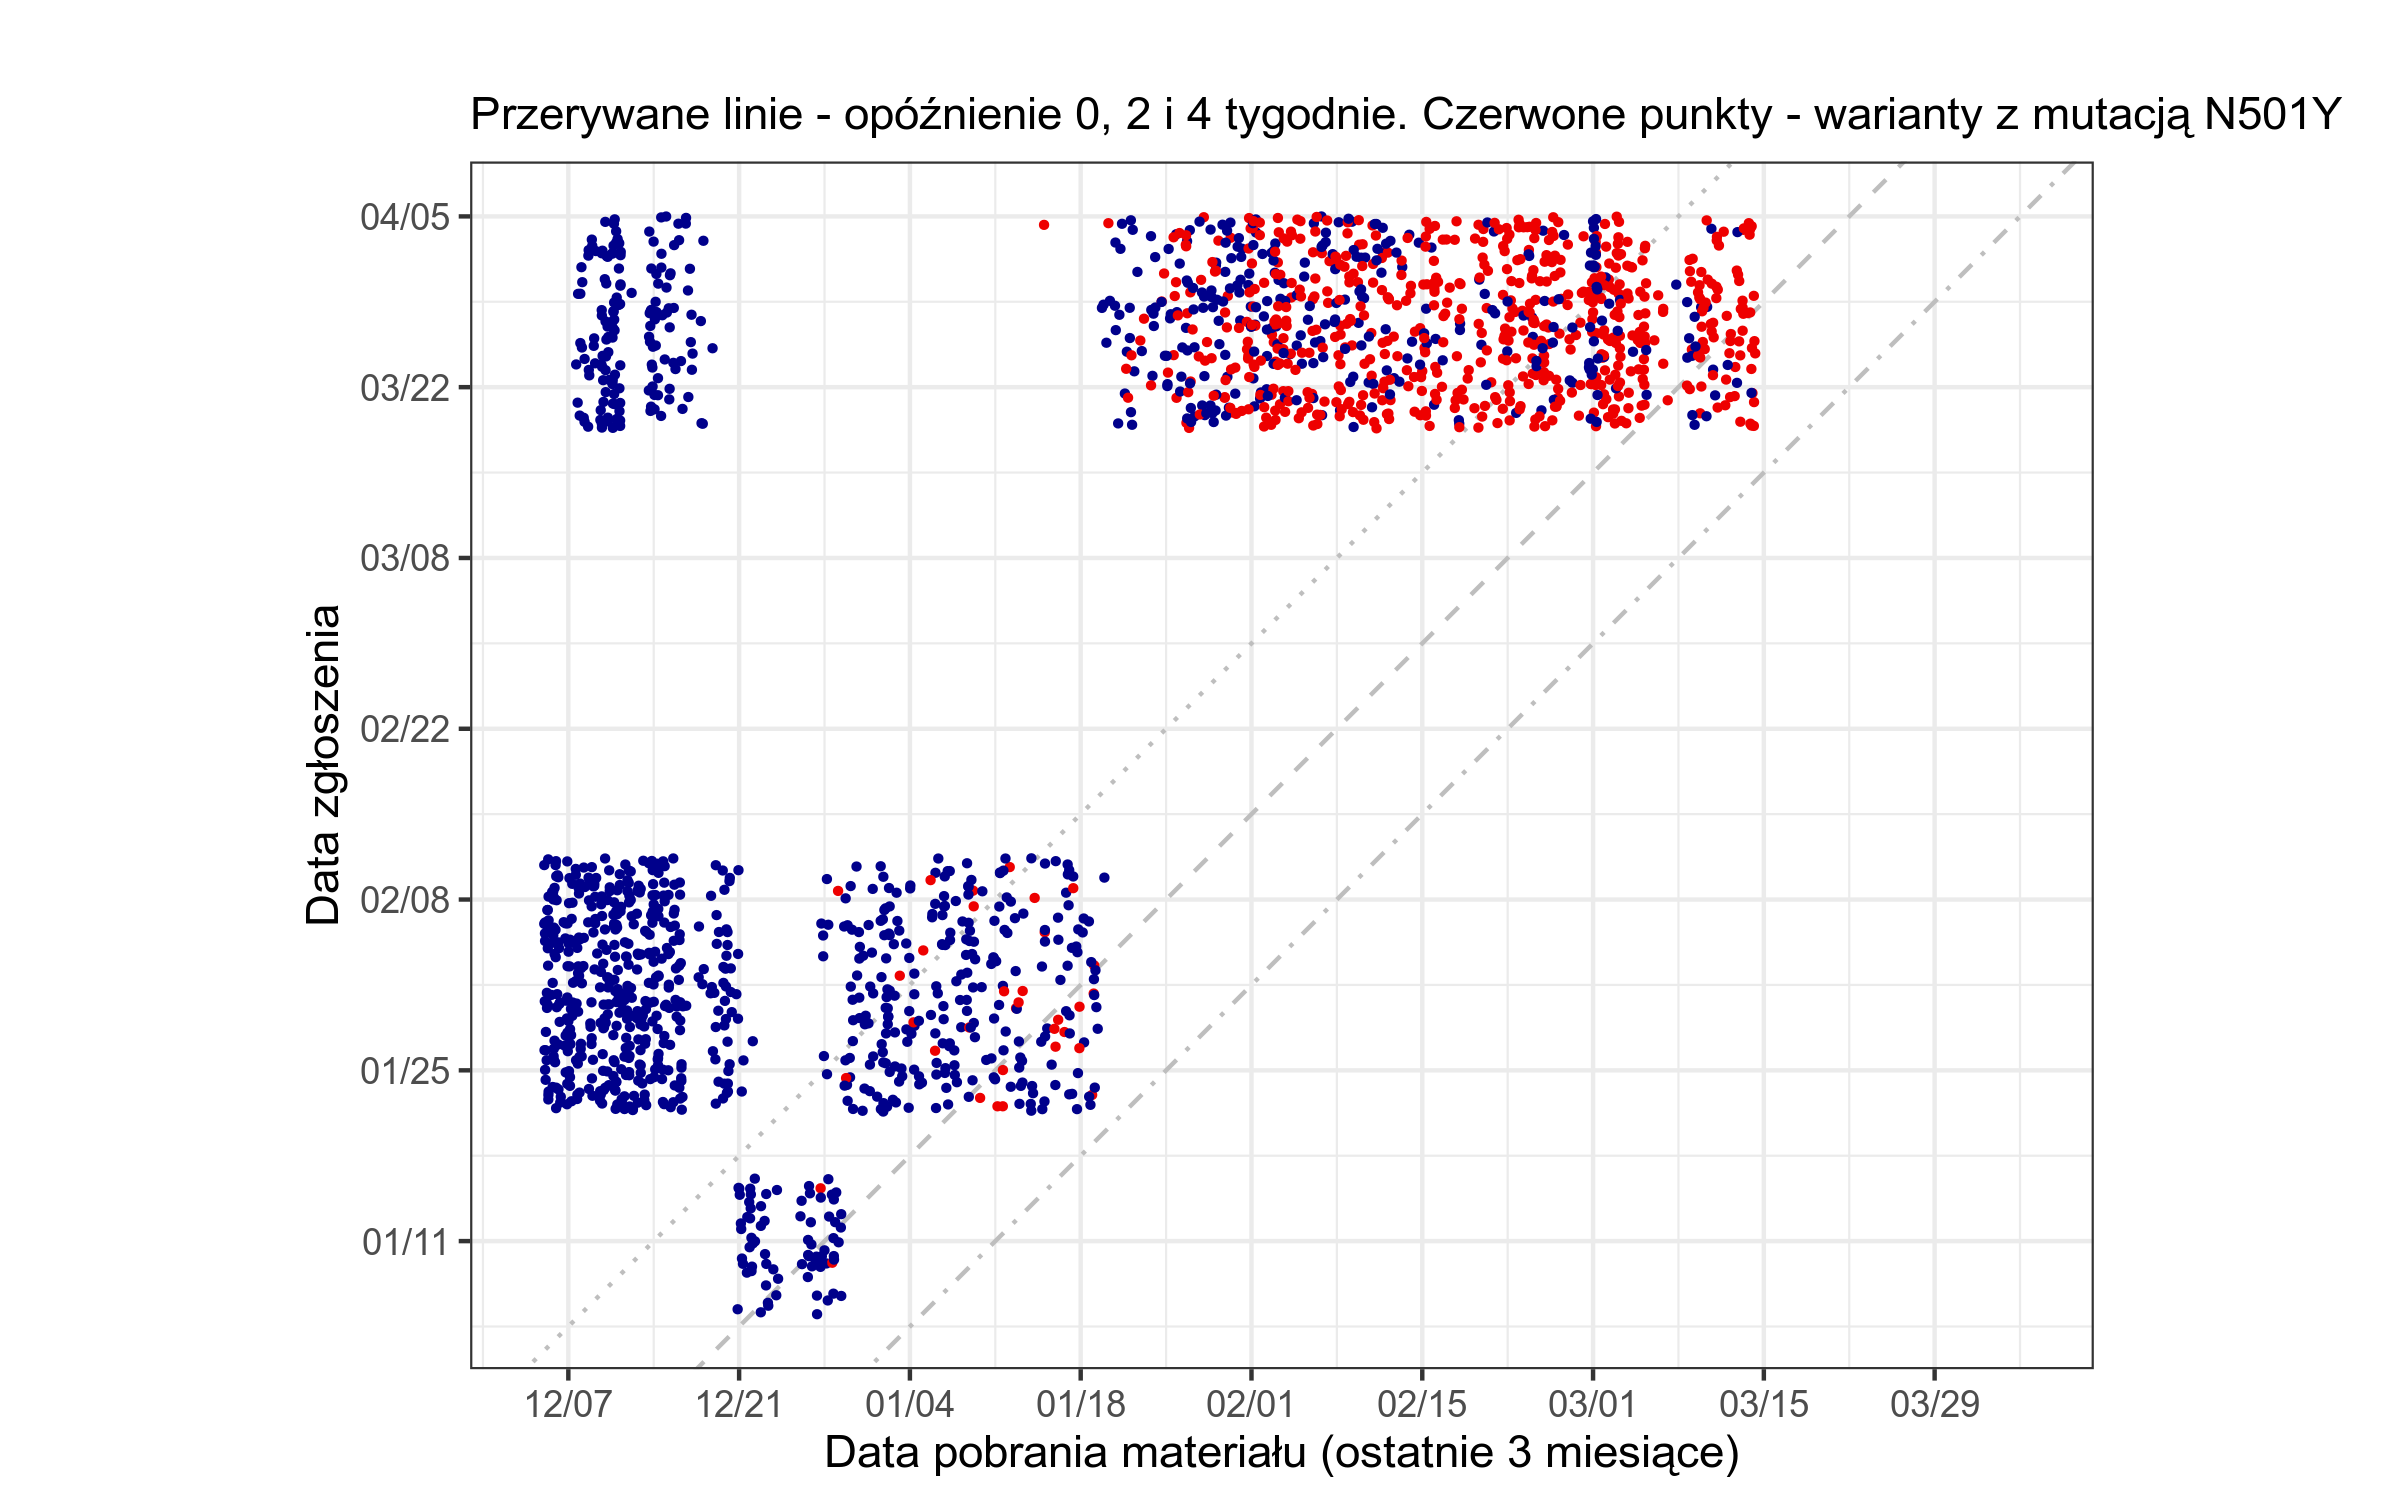 Przerywane linie - opóźnienie 0, 2 i 4 tygodnie. Czerwone punkty - warianty z mutacją N501Y
Data zgłoszenia
04/05
03/22
03/08
02/22
02/08
01/25
01/11
12/07 12/21 01/04 01/18 02/01 02/15 03/01 03/15 03/29
Data pobrania materiału (ostatnie 3 miesiące)